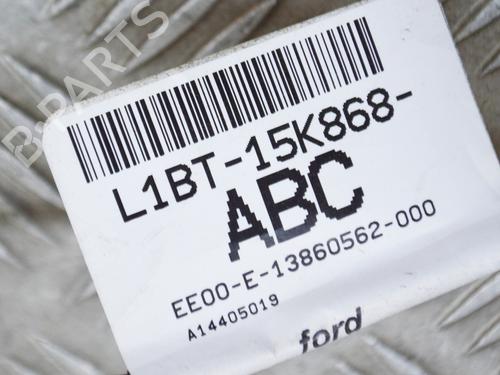 B-PARTS
L1BT-15K868-
ABC
EE00-E-13860562-000
A14405019
ford